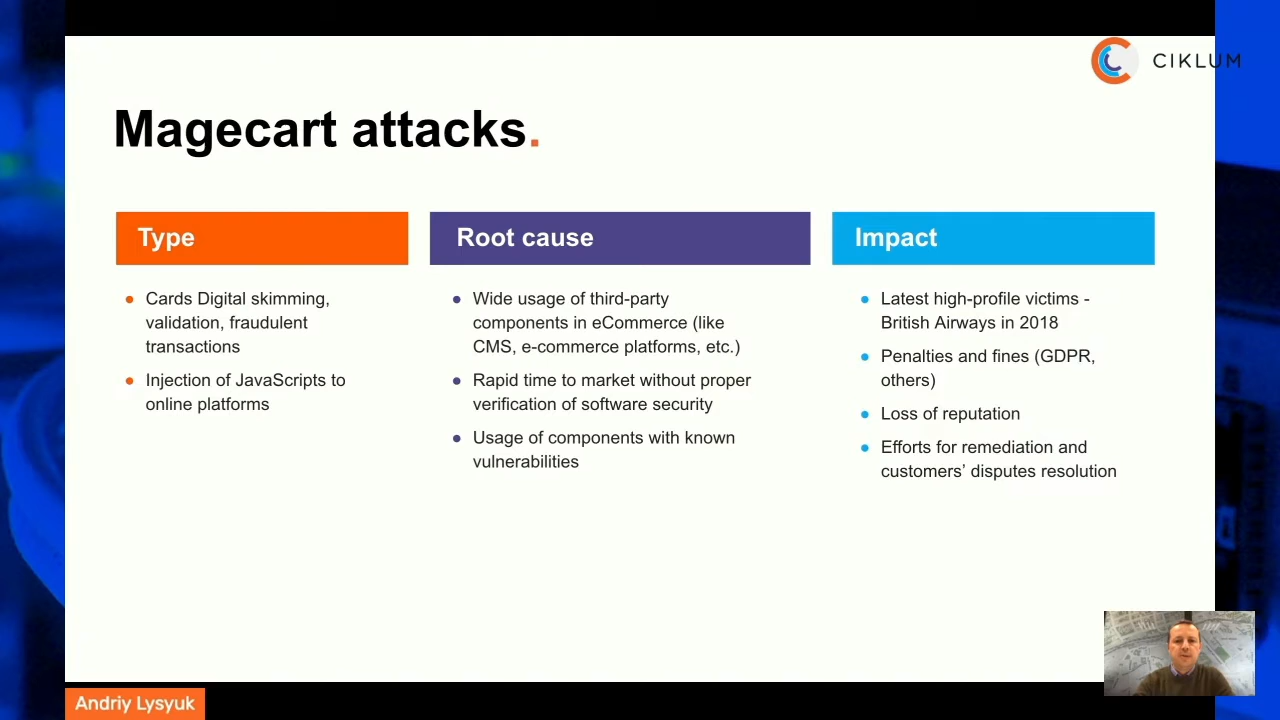 CIKLUM
Magecart attacks.
Type
Cards Digital skimming,
validation, fraudulent
transactions
Injection of JavaScripts to
online platforms
Root cause
Wide usage of third-party
components in eCommerce (like
CMS, e-commerce platforms, etc.)
Rapid time to market without proper
verification of software security
Usage of components with known
vulnerabilities
Impact
Latest high-profile victims -
British Airways in 2018
Penalties and fines (GDPR,
others)
Loss of reputation
Efforts for remediation and
customers’ disputes resolution
Andriy Lysyuk